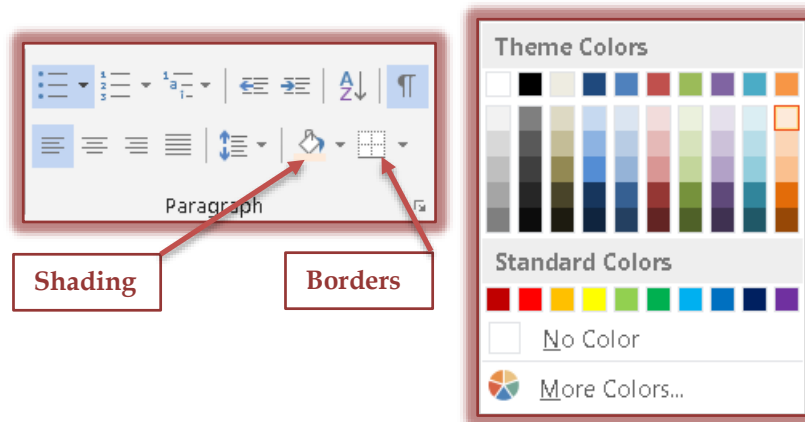 Paragraph
Shading
Borders
Theme Colors
Standard Colors
No Color
More Colors...